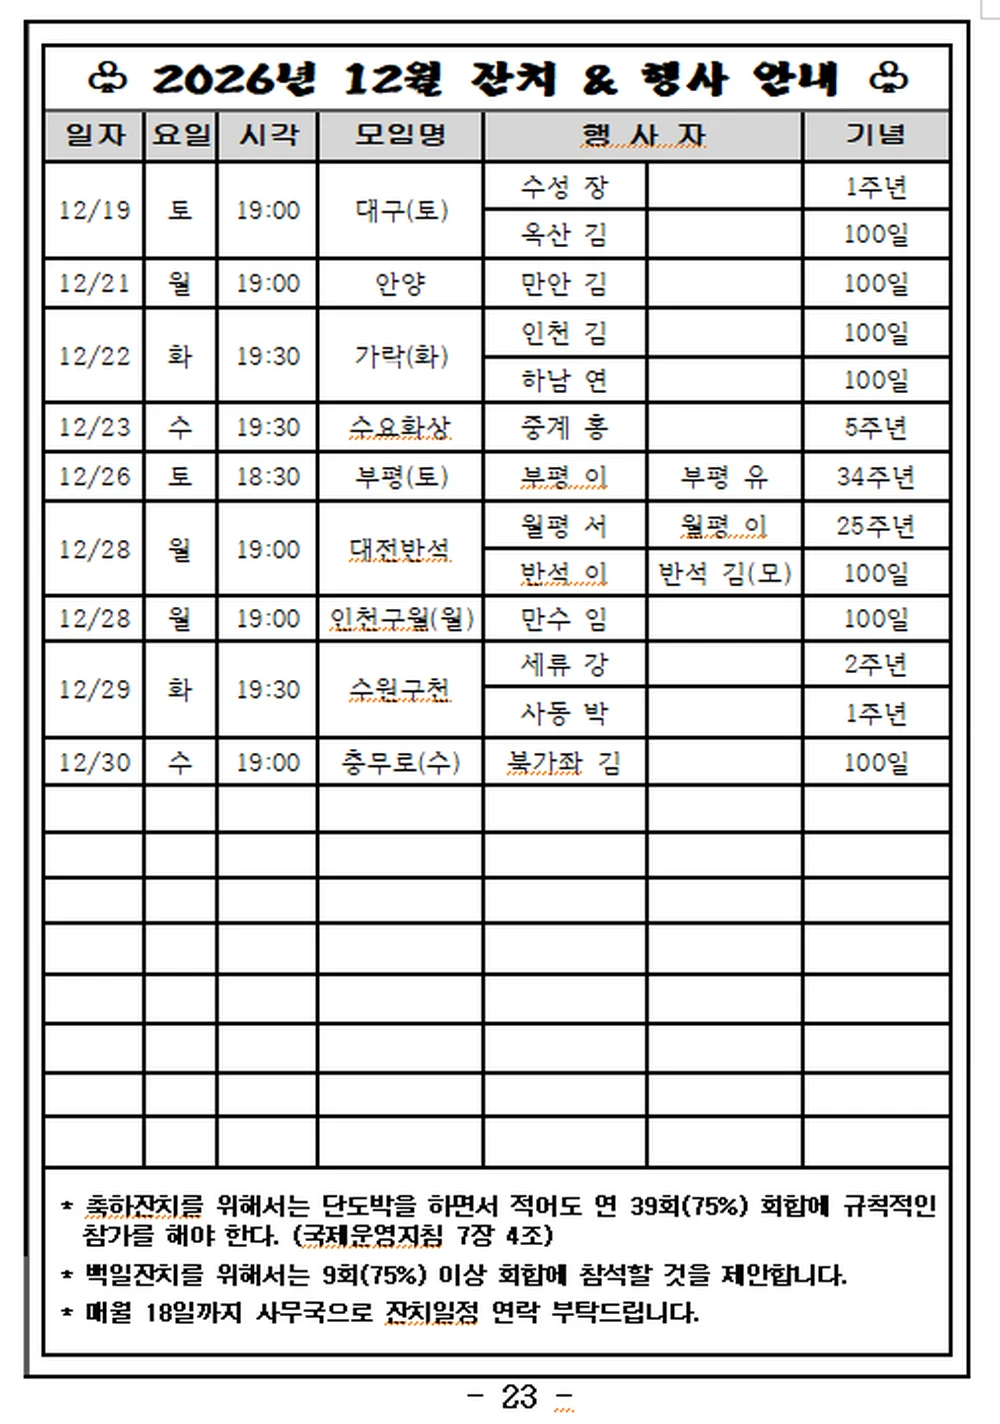 ♧ 2026년 12월 잔치 & 행사 안내 ♧
일자 요일 시각 모임명 행 사 자 기념
12/19 토 19:00 대구(토) 수성 장 1주년
옥산 김 100일
12/21 월 19:00 안양 만안 김 100일
12/22 화 19:30 가락(화) 인천 김 100일
하남 연 100일
12/23 수 19:30 수요화상 중계 홍 5주년
12/26 토 18:30 부평(토) 부평 이 부평 유 34주년
12/28 월 19:00 대전반석 월평 서 월평 이 25주년
반석 이 반석 김(모) 100일
12/28 월 19:00 인천구월(월) 만수 임 100일
12/29 화 19:30 수원구천 세류 강 2주년
사동 박 1주년
12/30 수 19:00 충무로(수) 북가좌 김 100일
* 축하잔치를 위해서는 단도박을 하면서 적어도 연 39회(75%) 회합에 규칙적인
참가를 해야 한다. (국제운영지침 7장 4조)
* 백일잔치를 위해서는 9회(75%) 이상 회합에 참석할 것을 제안합니다.
* 매월 18일까지 사무국으로 잔치일정 연락 부탁드립니다.
- 23 -